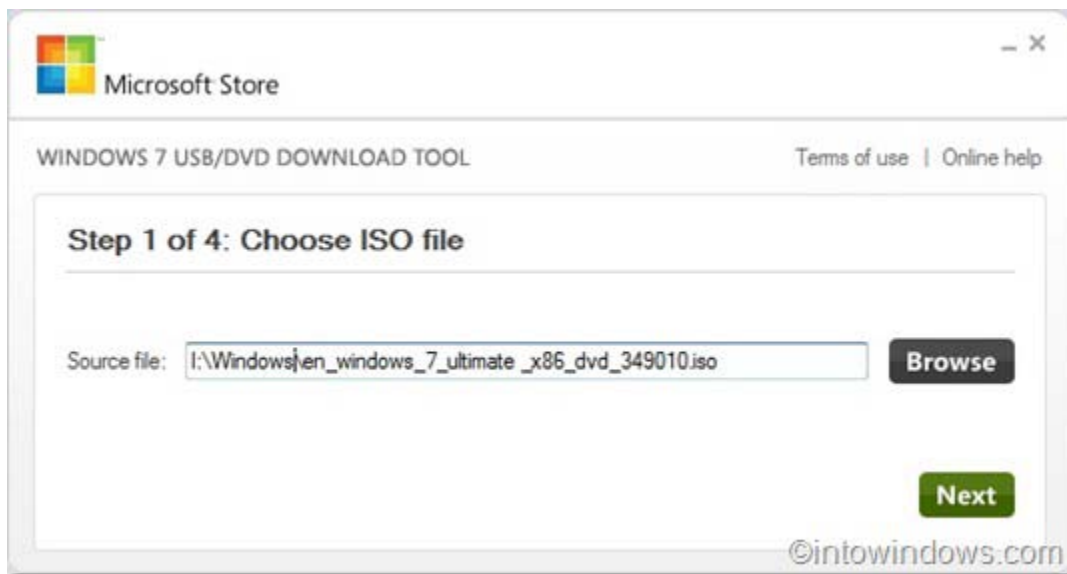 Microsoft Store
WINDOWS 7 USB/DVD DOWNLOAD TOOL Terms of use | Online help
Step 1 of 4: Choose ISO file
Source file: I:\Windows\en_windows_7_ultimate _x86_dvd_349010.iso Browse
Next
©intowindows.com